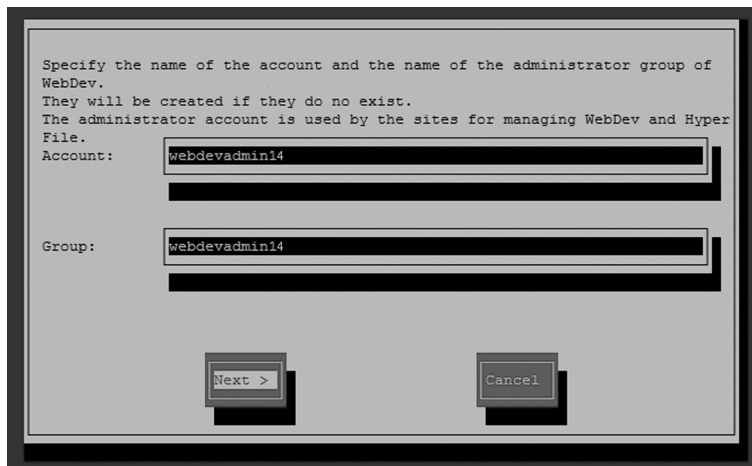 Specify the name of the account and the name of the administrator group of
WebDev.
They will be created if they do no exist.
The administrator account is used by the sites for managing WebDev and Hyper
File.
Account: webdevadmin14
Group: webdevadmin14
Next > Cancel